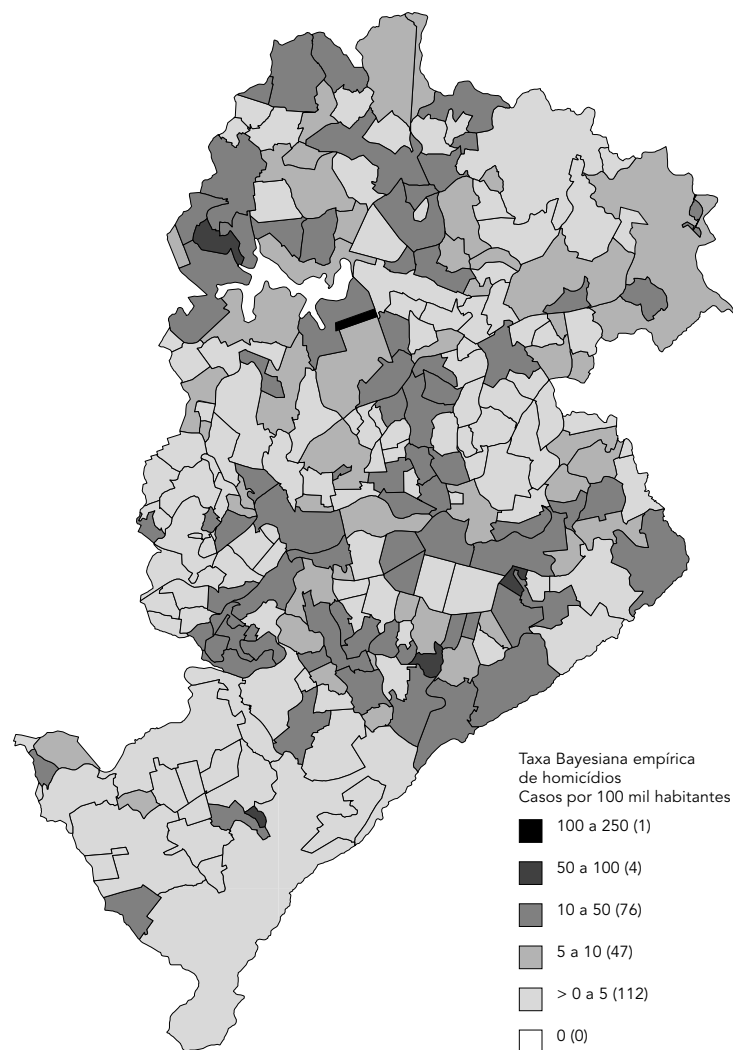 Taxa Bayesiana empírica
de homicídios
Casos por 100 mil habitantes
100 a 250 (1)
50 a 100 (4)
10 a 50 (76)
5 a 10 (47)
> 0 a 5 (112)
0 (0)